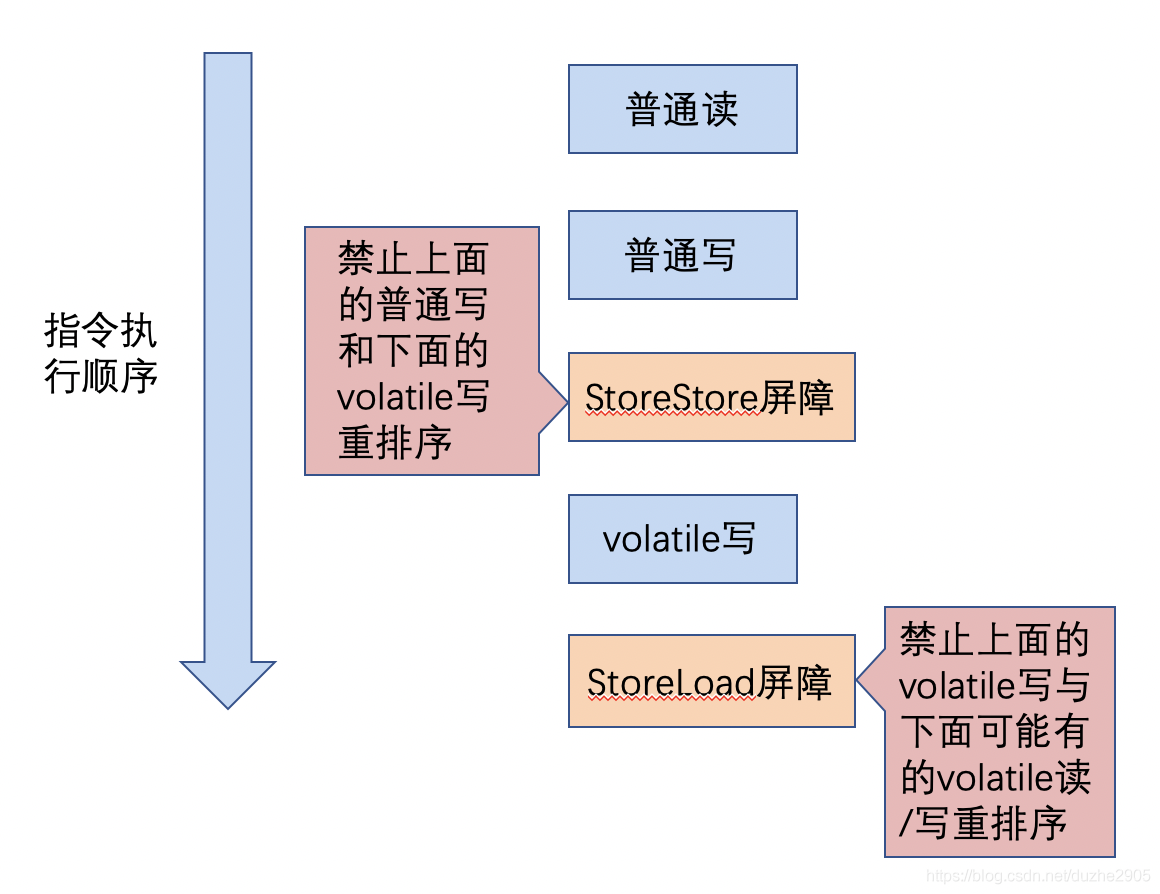 普通读
普通写
禁止上面
的普通写
和下面的
volatile写
重排序
指令执
行顺序
StoreStore屏障
volatile写
StoreLoad屏障
禁止上面的
volatile写与
下面可能有
的volatile读
/写重排序
https://blog.csdn.net/duzhe2905